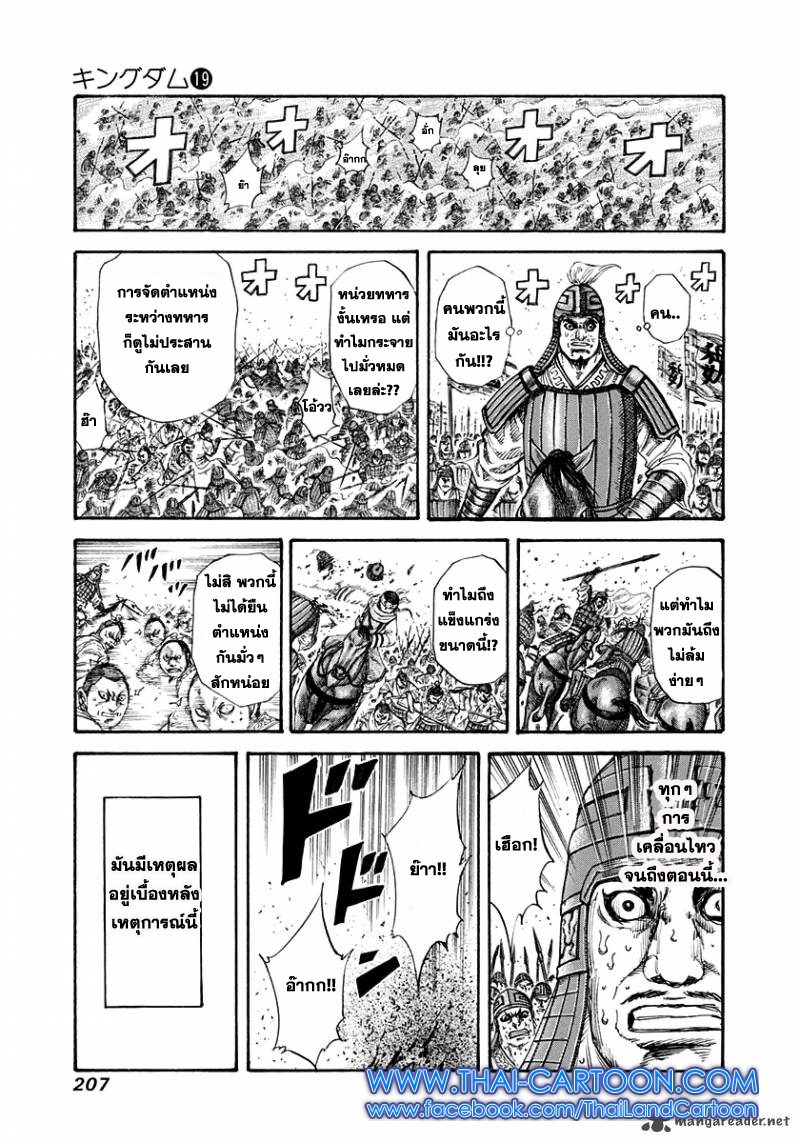 キングダム19
オ
オ
オ
オ
อั่ก
ลุย
อ๊ากก
ย๊า
คน..
คนพวกนี้
มันอะไร
กัน!!?
オ
オ
オ
オ
หน่วยทหาร
งั้นเหรอ แต่
ทำไมกระจาย
ไปมั่วหมด
เลยล่ะ??
การจัดตำแหน่ง
ระหว่างทหาร
ก็ดูไม่ประสาน
กันเลย
โอ้วว
ฮ๊า
แต่ทำไม
พวกมันถึง
ไม่ล้ม
ง่ายๆ
ทำไมถึง
แข็งแกร่ง
ขนาดนี้!?
ไม่สิ พวกนี้
ไม่ได้ยืน
ตำแหน่ง
กันมั่วๆ
สักหน่อย
ทุกๆ
การ
เคลื่อนไหว
จนถึงตอนนี้...
เฮือก!
ย๊าา!!
ドドン
อ๊ากก!!
มันมีเหตุผล
อยู่เบื้องหลัง
เหตุการณ์นี้
207
WWW.THAI-CARTOON.COM
www.facebook.com/ThaiLandCartoon
mangareader.net